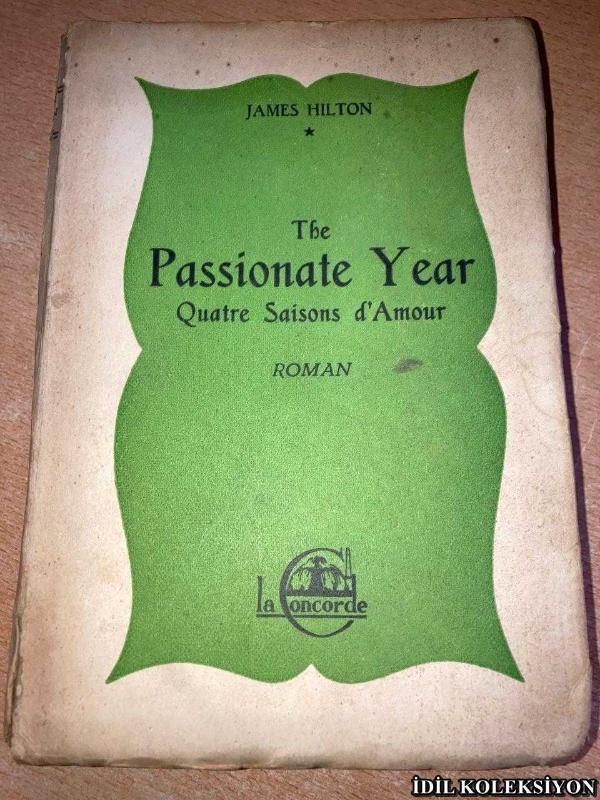 JAMES HILTON
★
The
Passionate Year
Quatre Saisons d'Amour
ROMAN
la Concorde
İDİL KOLEKSİYON